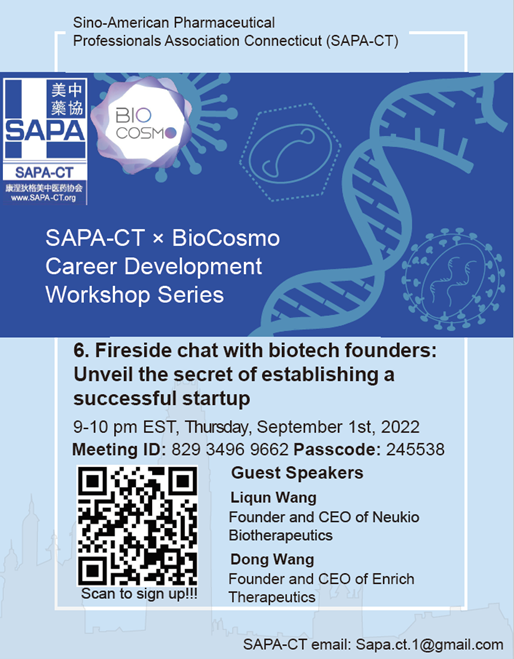 Sino-American Pharmaceutical
Professionals Association Connecticut (SAPA-CT)
美中
藥協
SAPA
SAPA-CT
康涅狄格美中医药协会
www.SAPA-CT.org
BIO
COSMO
SAPA-CT × BioCosmo
Career Development
Workshop Series
6. Fireside chat with biotech founders:
Unveil the secret of establishing a
successful startup
9-10 pm EST, Thursday, September 1st, 2022
Meeting ID: 829 3496 9662 Passcode: 245538
Scan to sign up!!!
Guest Speakers
Liqun Wang
Founder and CEO of Neukio
Biotherapeutics
Dong Wang
Founder and CEO of Enrich
Therapeutics
SAPA-CT email: Sapa.ct.1@gmail.com